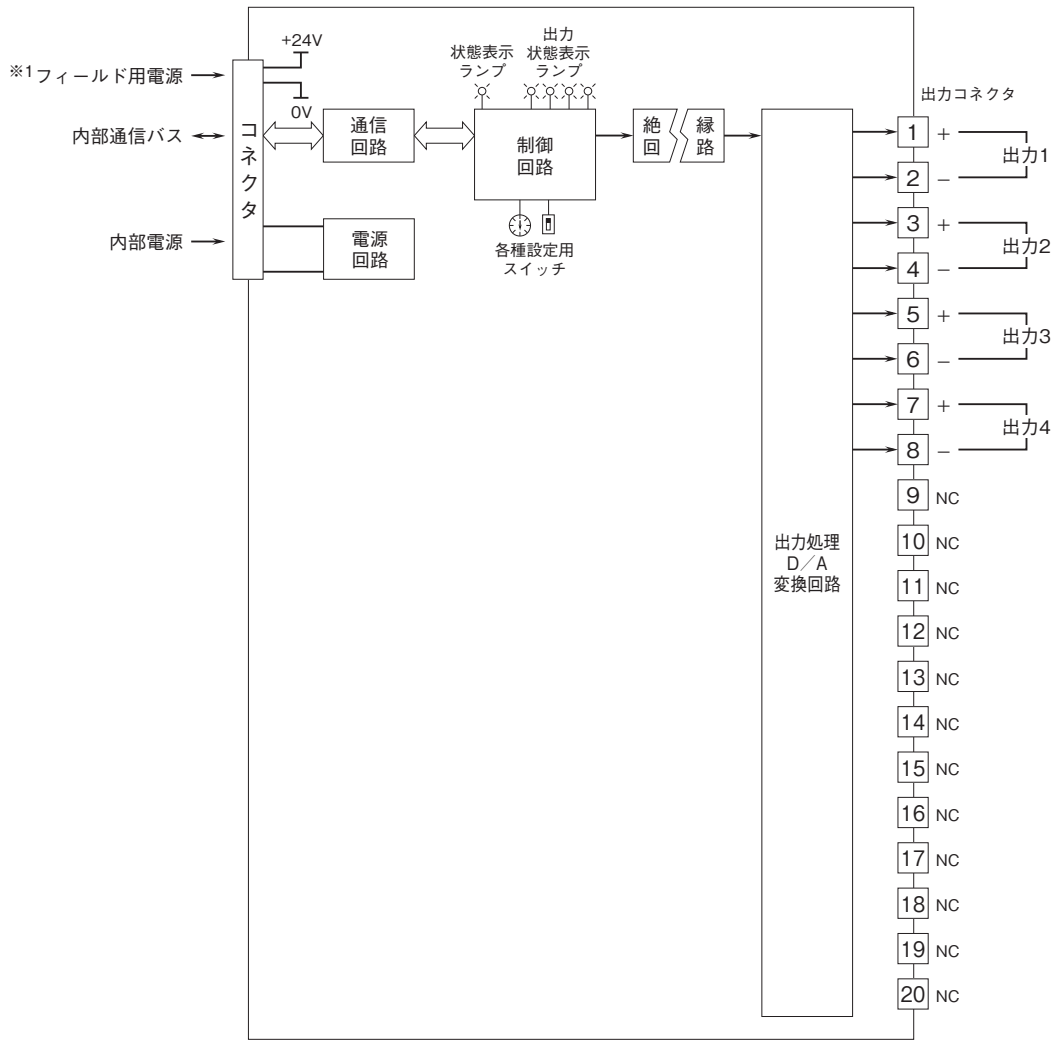 ※1フィールド用電源
内部通信バス
内部電源
コネクタ
+24V
0V
通信
回路
電源
回路
状態表示
ランプ
出力
状態表示
ランプ
制御
回路
各種設定用
スイッチ
絶 縁
回 路
出力処理
D／A
変換回路
出力コネクタ
1 +
2 −
出力1
3 +
4 −
出力2
5 +
6 −
出力3
7 +
8 −
出力4
9 NC
10 NC
11 NC
12 NC
13 NC
14 NC
15 NC
16 NC
17 NC
18 NC
19 NC
20 NC